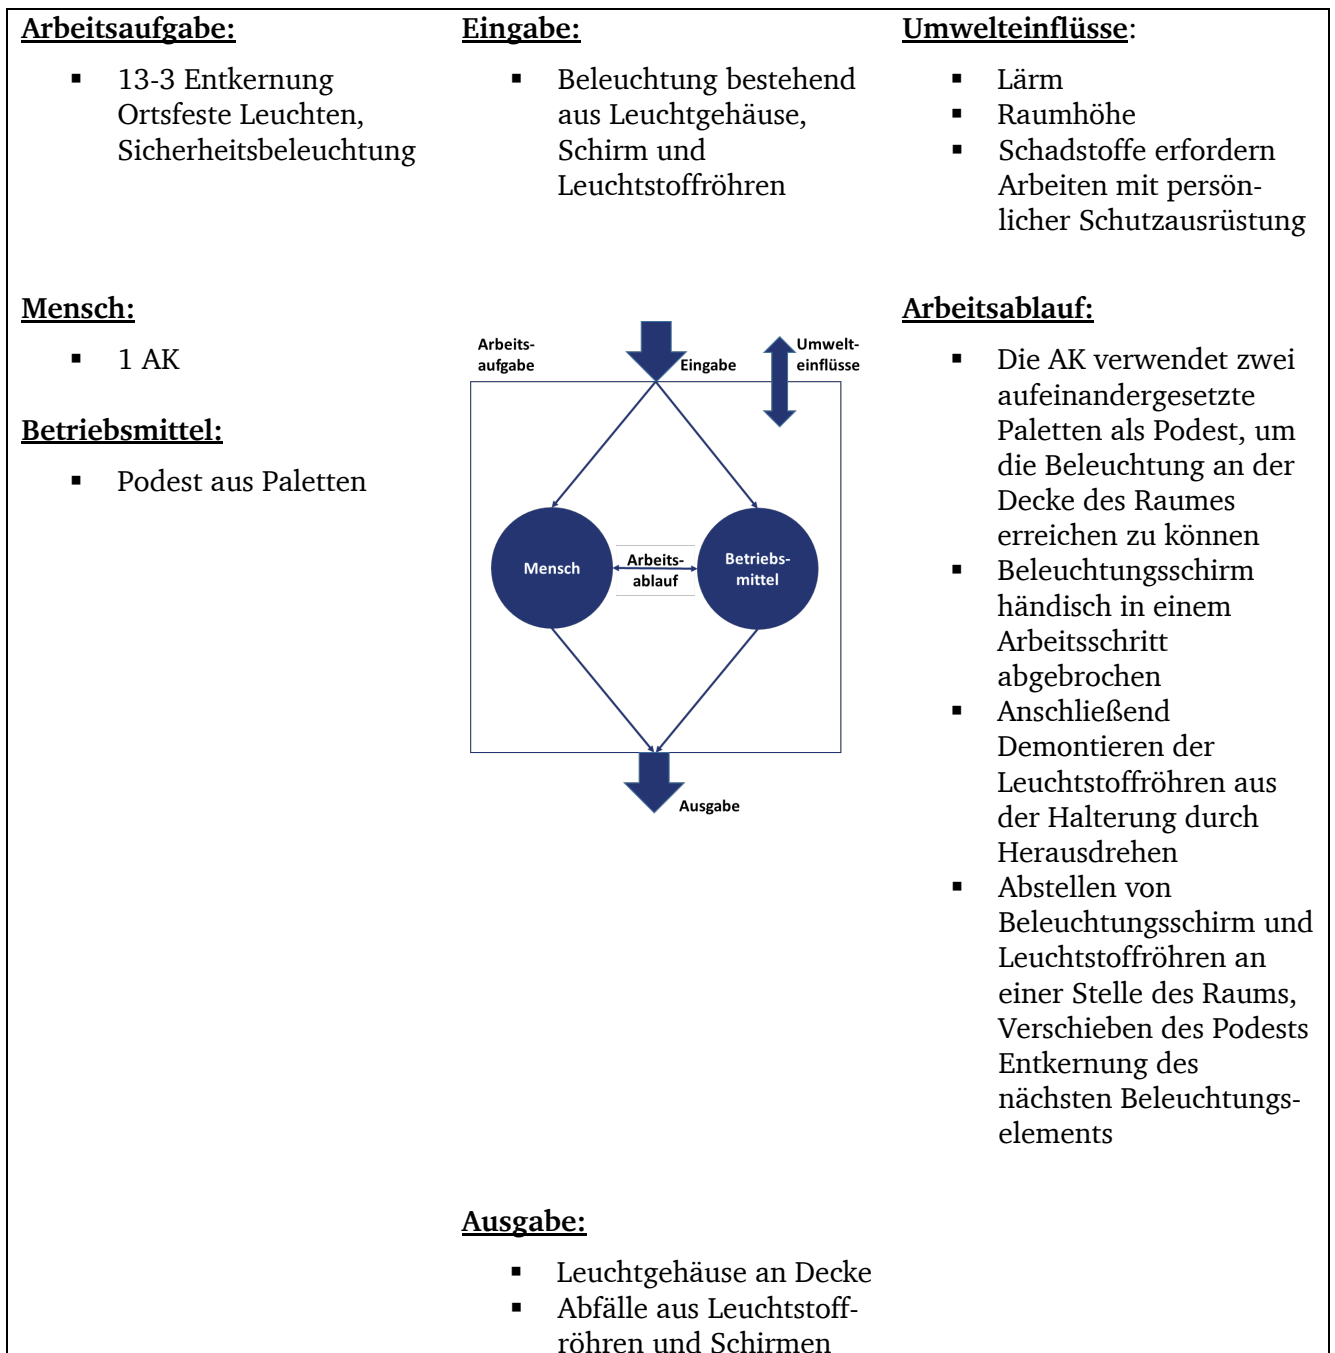 Arbeitsaufgabe:
▪ 13-3 Entkernung
Ortsfeste Leuchten,
Sicherheitsbeleuchtung
Eingabe:
▪ Beleuchtung bestehend
aus Leuchtgehäuse,
Schirm und
Leuchtstoffröhren
Umwelteinflüsse:
▪ Lärm
▪ Raumhöhe
▪ Schadstoffe erfordern
Arbeiten mit persön-
licher Schutzausrüstung
Mensch:
▪ 1 AK
Betriebsmittel:
▪ Podest aus Paletten
Arbeits-
aufgabe
Eingabe
Umwelt-
einflüsse
Mensch
Arbeits-
ablauf
Betriebs-
mittel
Ausgabe
Arbeitsablauf:
▪ Die AK verwendet zwei
aufeinandergesetzte
Paletten als Podest, um
die Beleuchtung an der
Decke des Raumes
erreichen zu können
▪ Beleuchtungsschirm
händisch in einem
Arbeitsschritt
abgebrochen
▪ Anschließend
Demontieren der
Leuchtstoffröhren aus
der Halterung durch
Herausdrehen
▪ Abstellen von
Beleuchtungsschirm und
Leuchtstoffröhren an
einer Stelle des Raums,
Verschieben des Podests
Entkernung des
nächsten Beleuchtungs-
elements
Ausgabe:
▪ Leuchtgehäuse an Decke
▪ Abfälle aus Leuchtstoff-
röhren und Schirmen